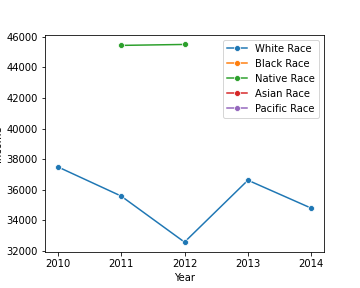 46000
44000
42000
40000
38000
36000
34000
32000
2010 2011 2012 2013 2014
Year
White Race
Black Race
Native Race
Asian Race
Pacific Race